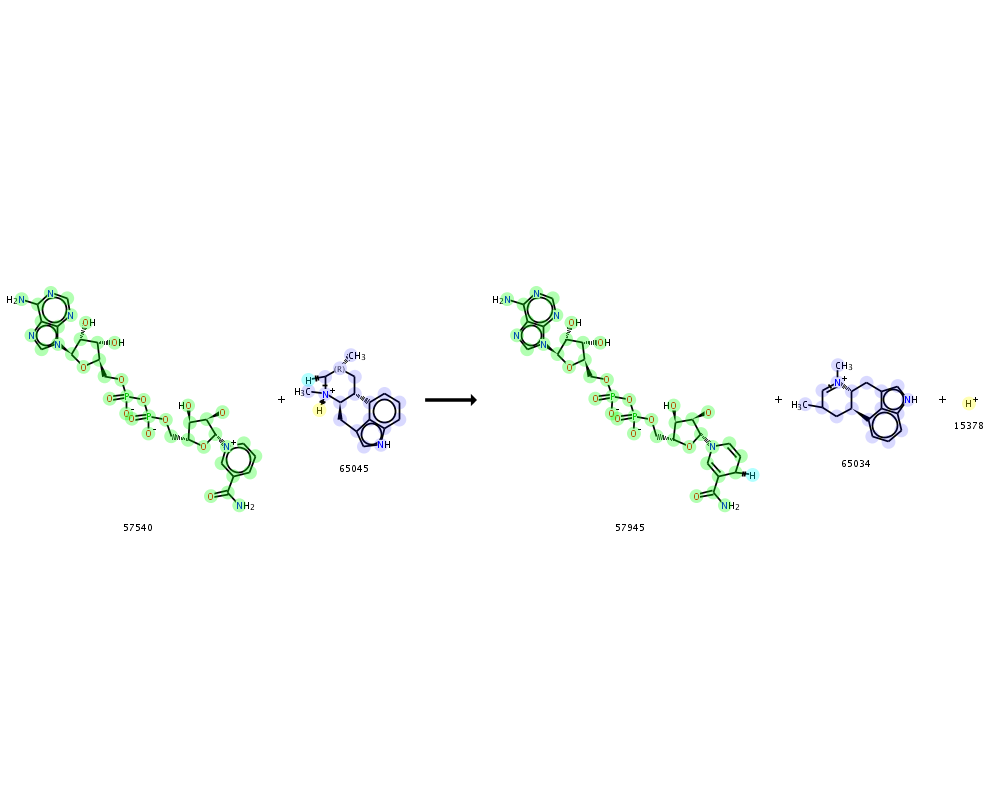 H2N N N N N OH OH O O P O O- O P O O- O HO O O N+ O NH2
57540
+
CH3 (R) H H3C N+ H NH
65045
H2N N N N N OH OH O O P O O- O P O O- O HO O O N H O NH2
57945
+
CH3 N+ H3C NH
65034
+
H+
15378